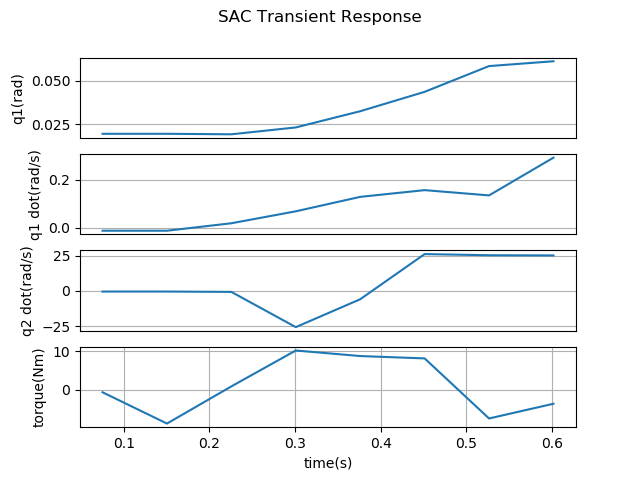 SAC Transient Response
q1(rad)
0.050
0.025
q1 dot(rad/s)
0.2
0.0
q2 dot(rad/s)
25
0
−25
torque(Nm)
10
0
0.1 0.2 0.3 0.4 0.5 0.6
time(s)